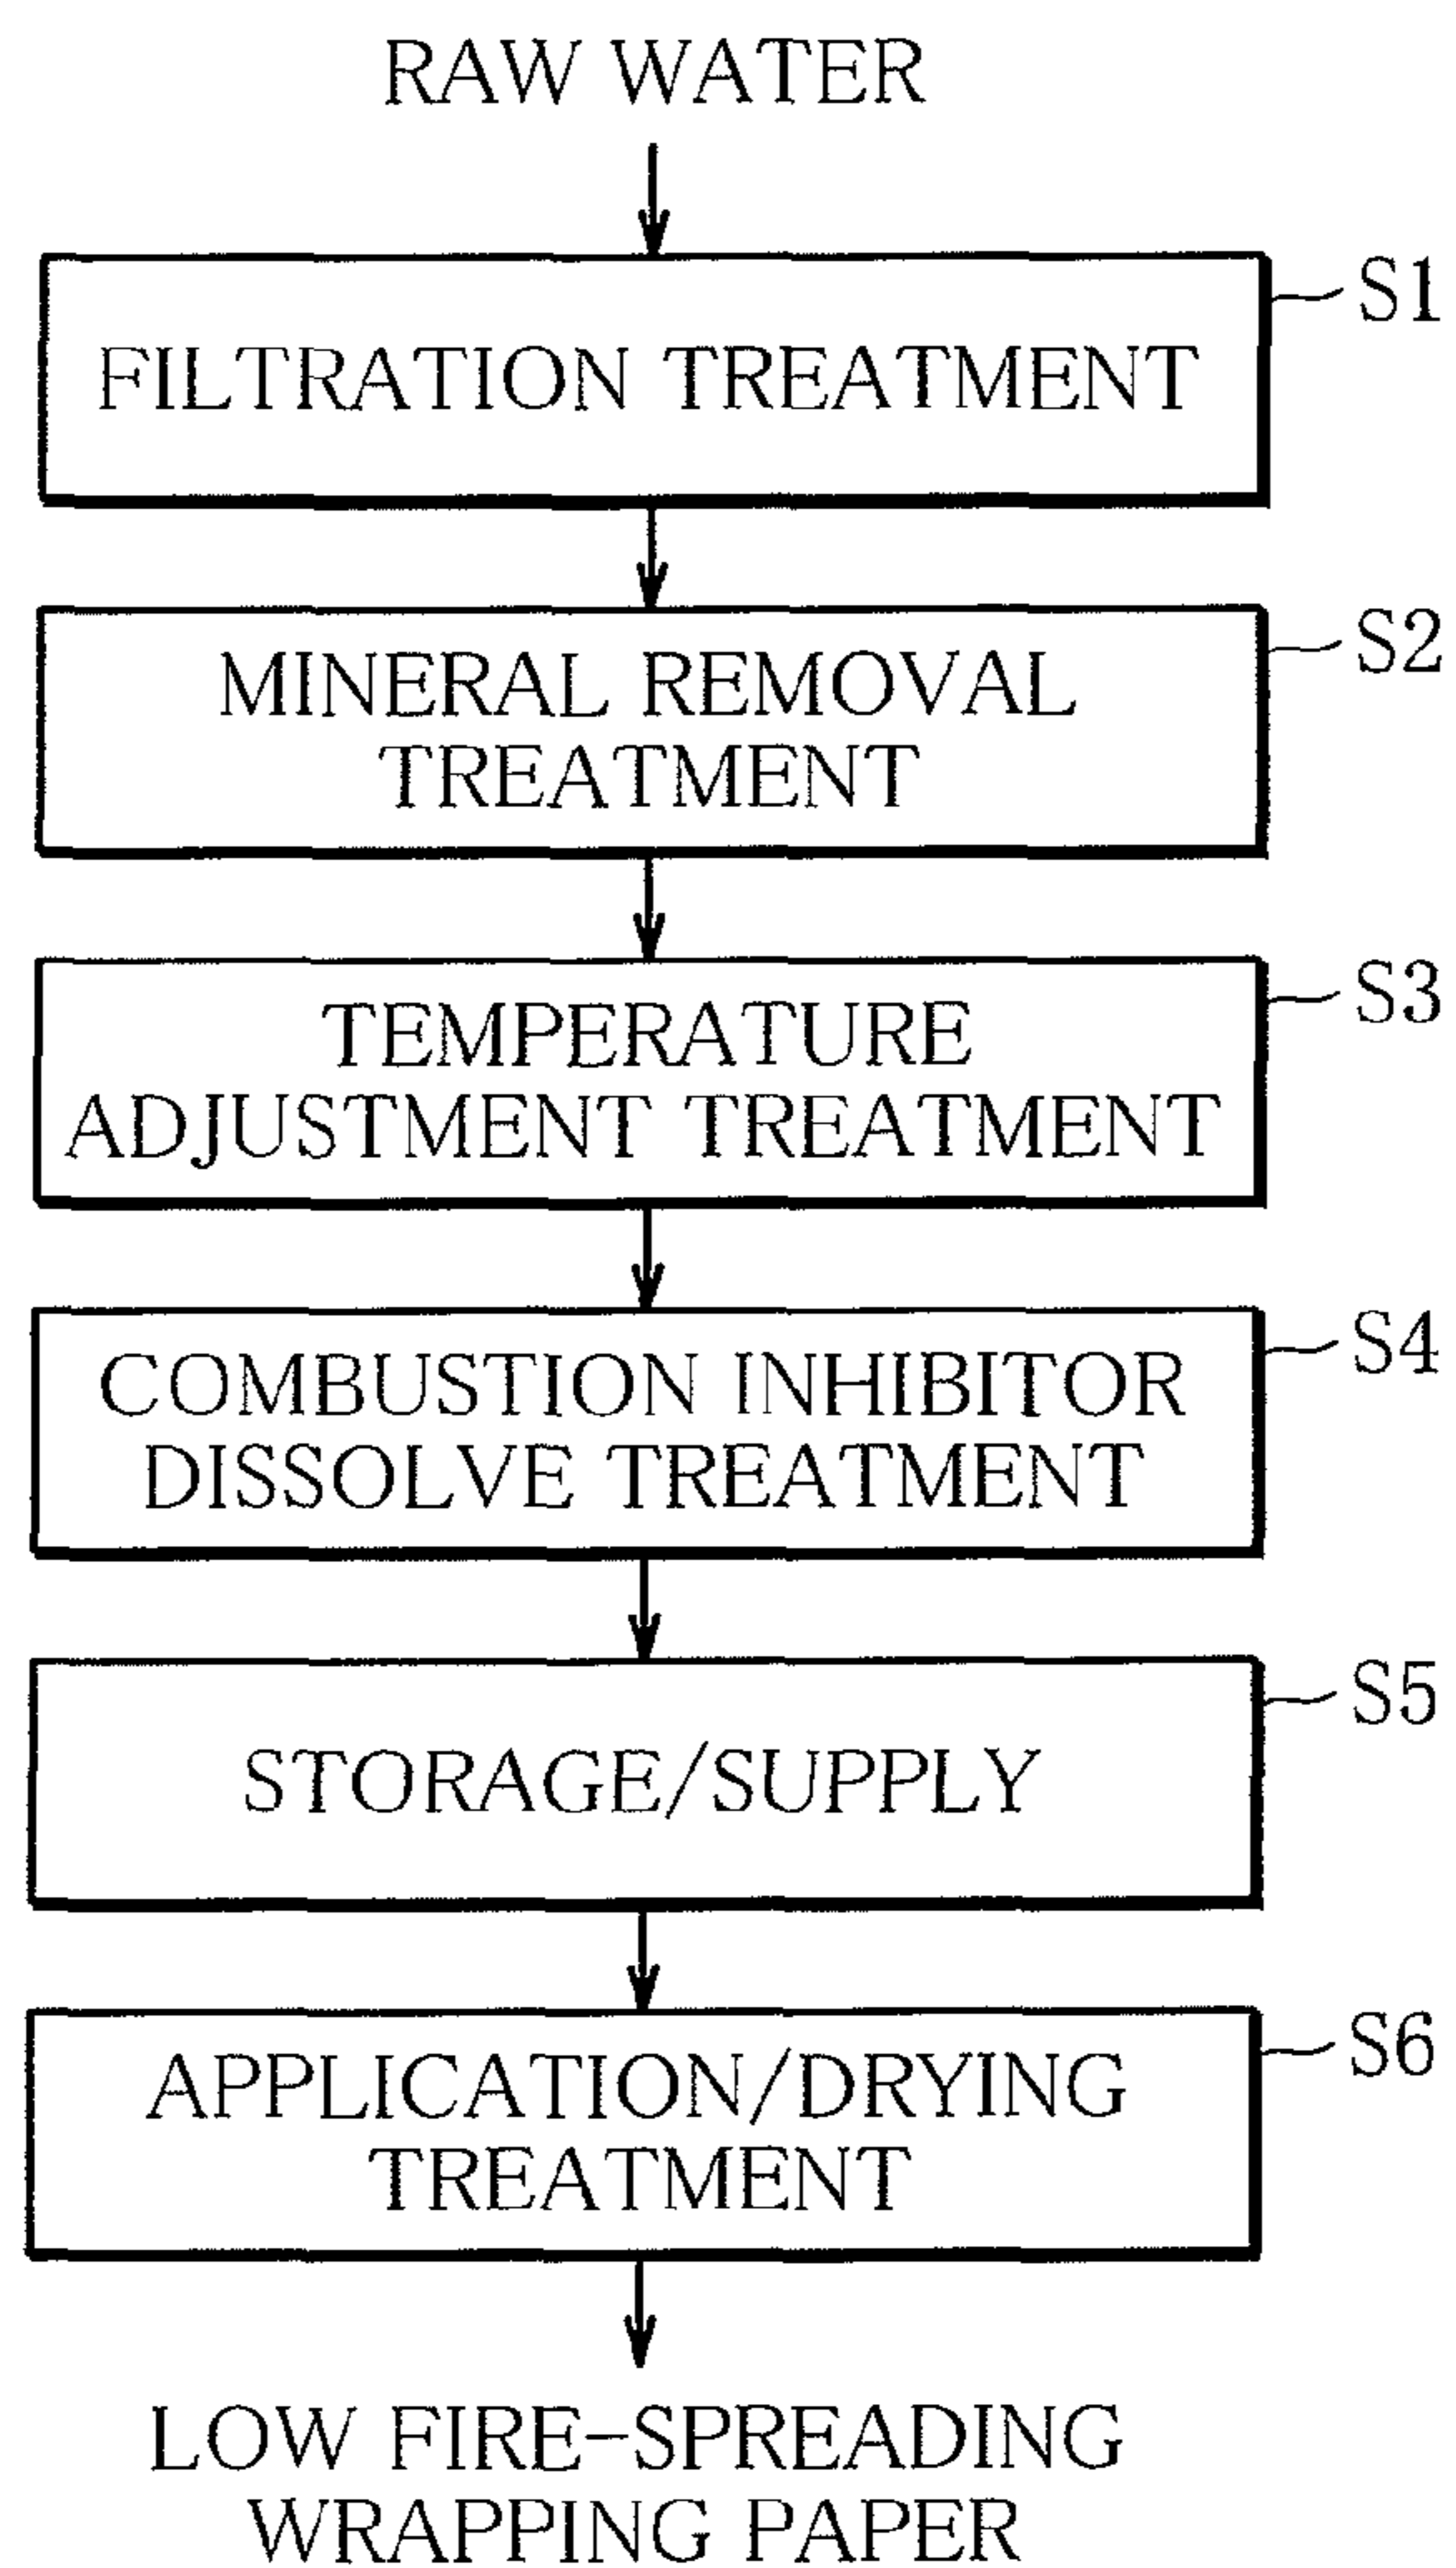 RAW WATER
S1
FILTRATION TREATMENT
S2
MINERAL REMOVAL
TREATMENT
S3
TEMPERATURE
ADJUSTMENT TREATMENT
S4
COMBUSTION INHIBITOR
DISSOLVE TREATMENT
S5
STORAGE/SUPPLY
S6
APPLICATION/DRYING
TREATMENT
LOW FIRE-SPREADING
WRAPPING PAPER